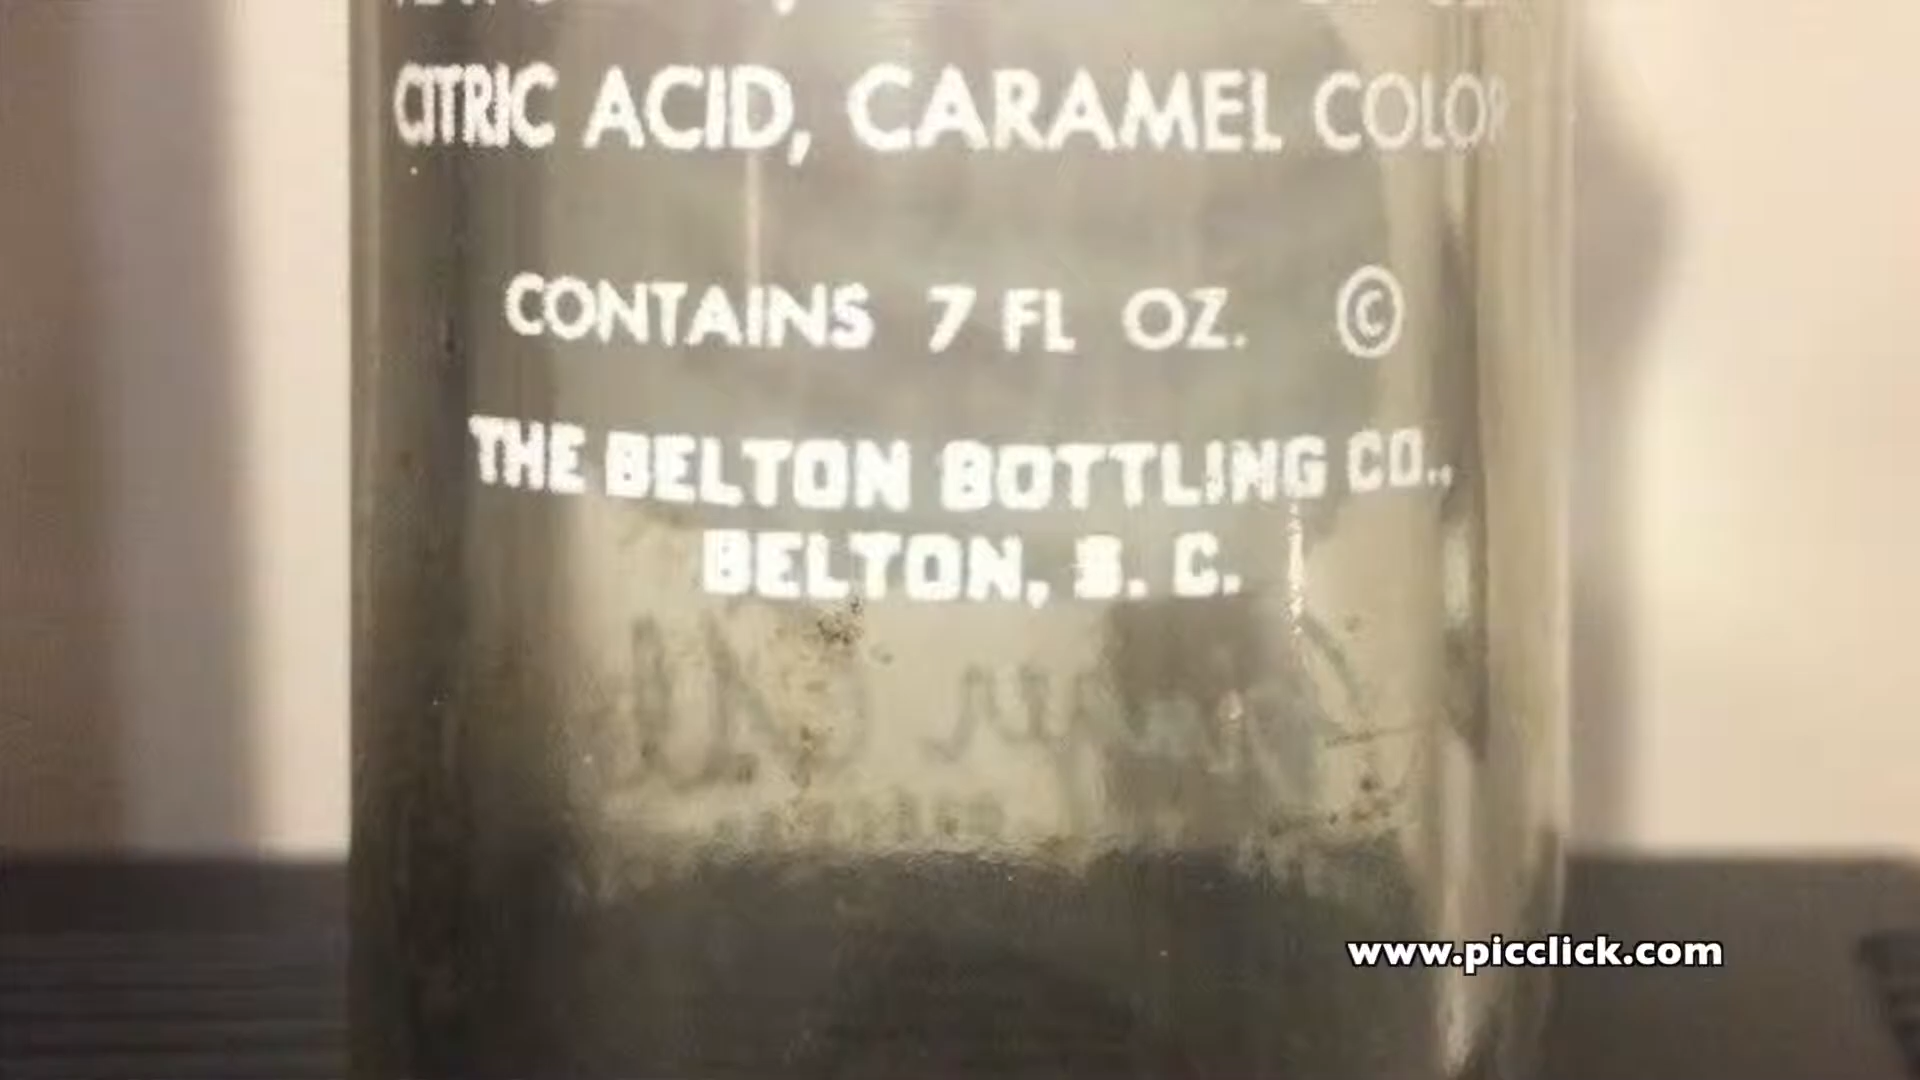 CITRIC ACID, CARAMEL COLOR
CONTAINS 7 FL OZ. ©
THE BELTON BOTTLING CO.,
BELTON, S. C.
www.picclick.com